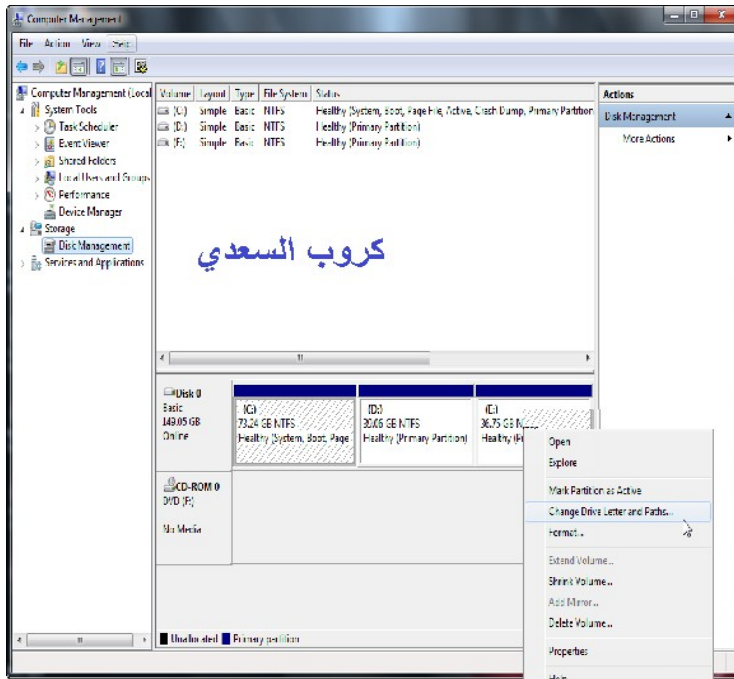 Computer Management
File Action View Help
Computer Management (Local
System Tools
Task Scheduler
Event Viewer
Shared Folders
Local Users and Groups
Performance
Device Manager
Storage
Disk Management
Services and Applications
Volume Layout Type File System Status
(C:) Simple Basic NTFS Healthy (System, Boot, Page File, Active, Crash Dump, Primary Partition
(D:) Simple Basic NTFS Healthy (Primary Partition)
(E:) Simple Basic NTFS Healthy (Primary Partition)
كروب السعدي
Actions
Disk Management
More Actions
Disk 0
Basic
149.05 GB
Online
(C:)
73.24 GB NTFS
Healthy (System, Boot, Page
(D:)
39.06 GB NTFS
Healthy (Primary Partition)
(E:)
36.75 GB
Healthy
CD-ROM 0
DVD (F:)
No Media
Open
Explore
Mark Partition as Active
Change Drive Letter and Paths...
Format...
Extend Volume...
Shrink Volume...
Add Mirror...
Delete Volume...
Properties
Help
Unallocated Primary partition